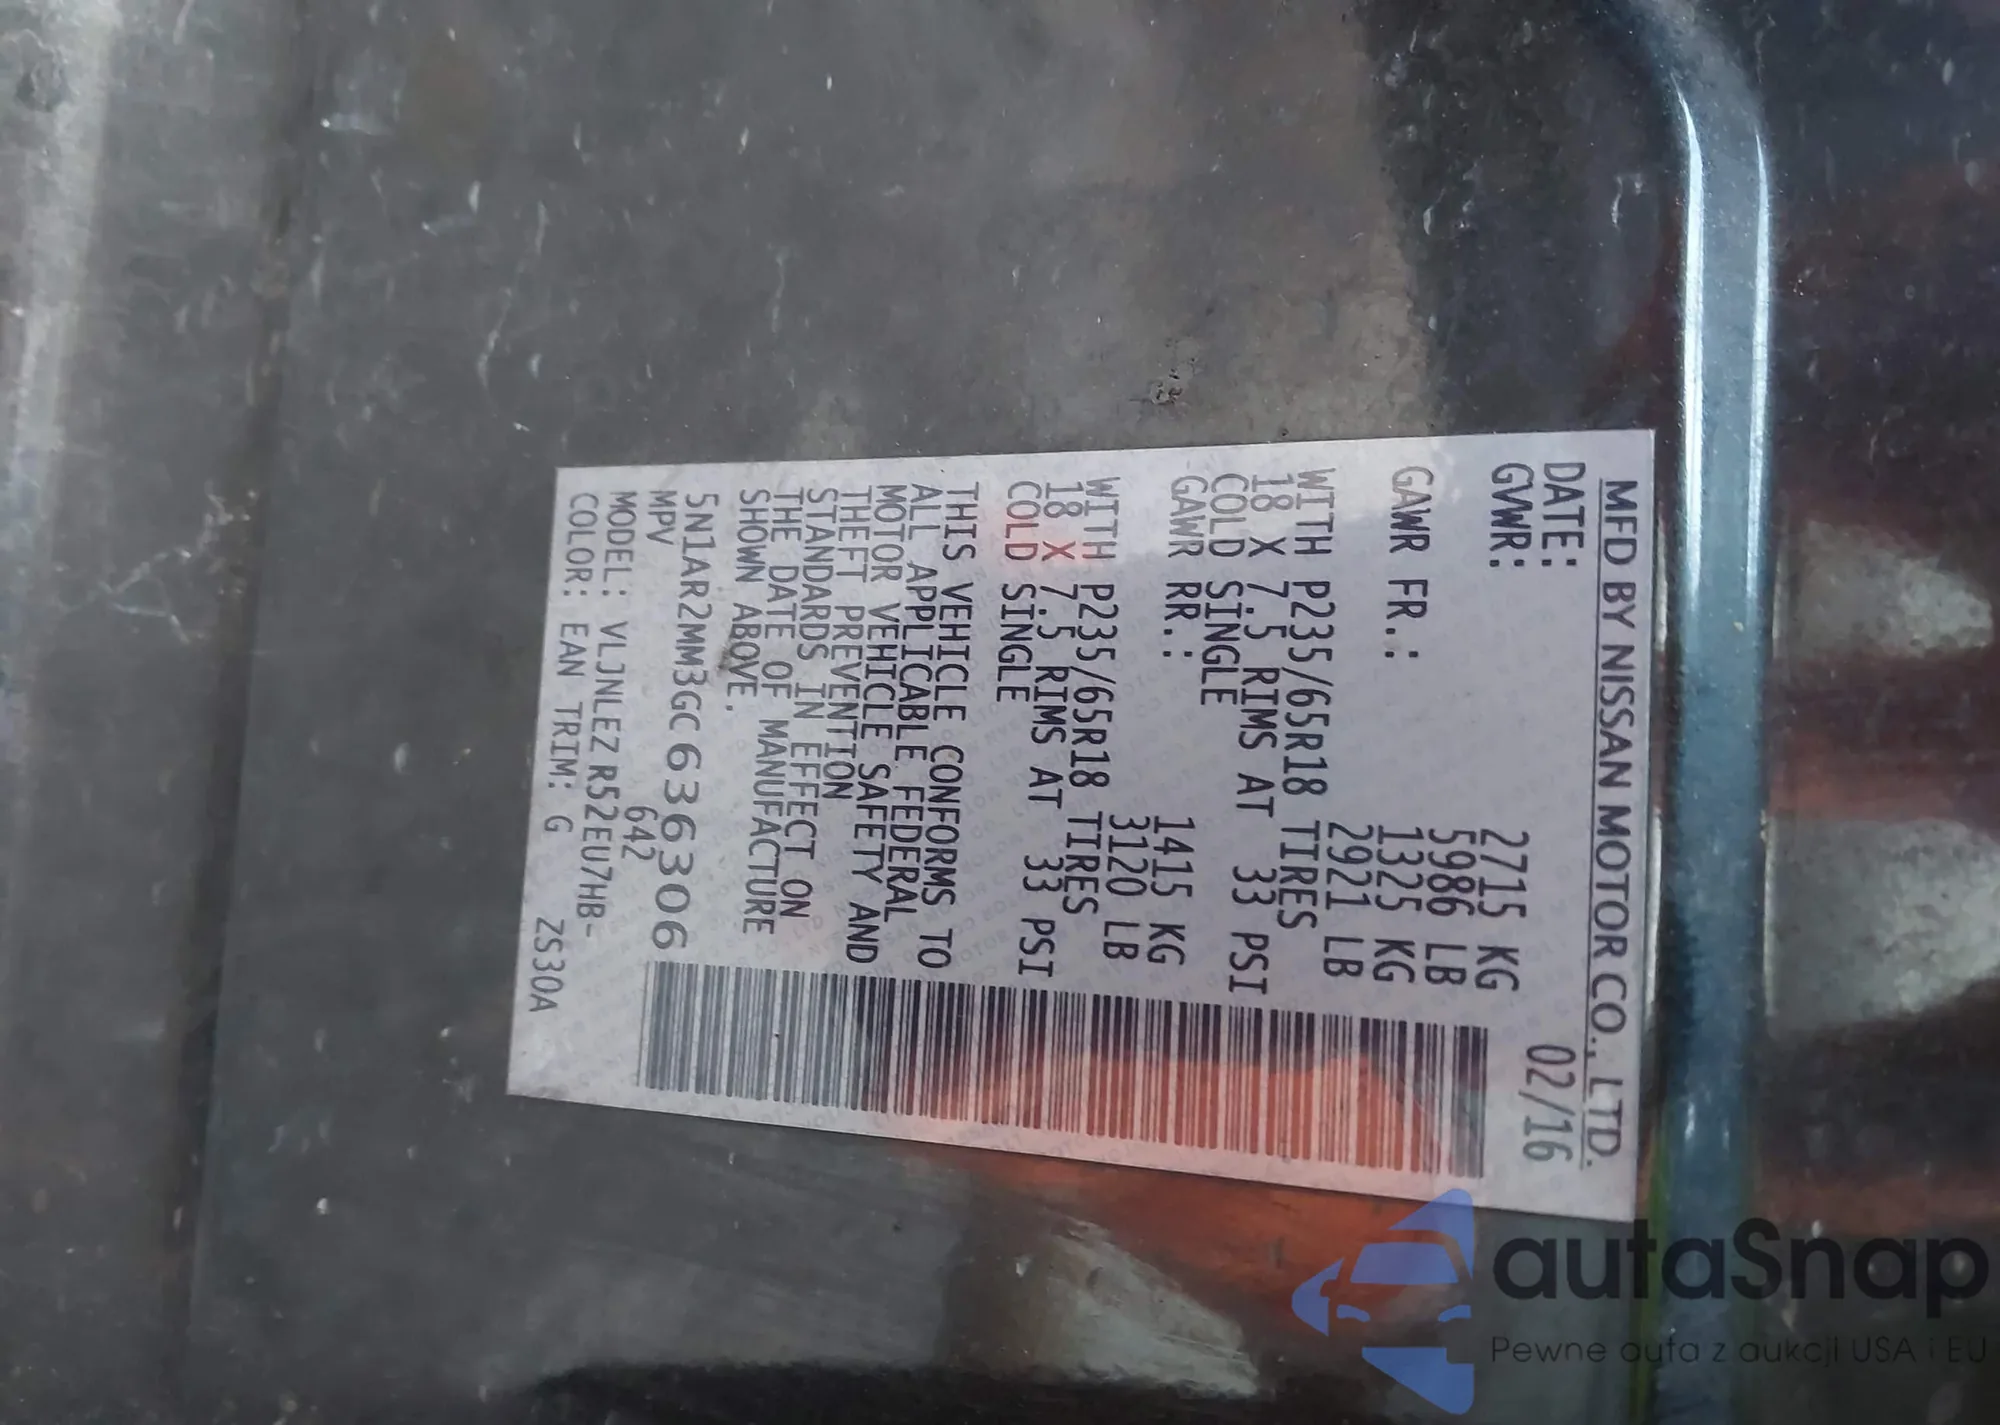 MFD BY NISSAN MOTOR CO., LTD.
DATE: 02/16
GVWR: 2715 KG
5986 LB
GAWR FR.: 1325 KG
2921 LB
WITH P235/65R18 TIRES
18 X 7.5 RIMS AT 33 PSI
COLD SINGLE
GAWR RR.: 1415 KG
3120 LB
WITH P235/65R18 TIRES
18 X 7.5 RIMS AT 33 PSI
COLD SINGLE
THIS VEHICLE CONFORMS TO
ALL APPLICABLE FEDERAL
MOTOR VEHICLE SAFETY AND
THEFT PREVENTION
STANDARDS IN EFFECT ON
THE DATE OF MANUFACTURE
SHOWN ABOVE.
5N1AR2MM3GC636306
MPV 642
MODEL: VLJNLEZ R52EU7HB-
COLOR: EAN TRIM: G ZS30A
autaSnap
Pewne auta z aukcji USA i EU